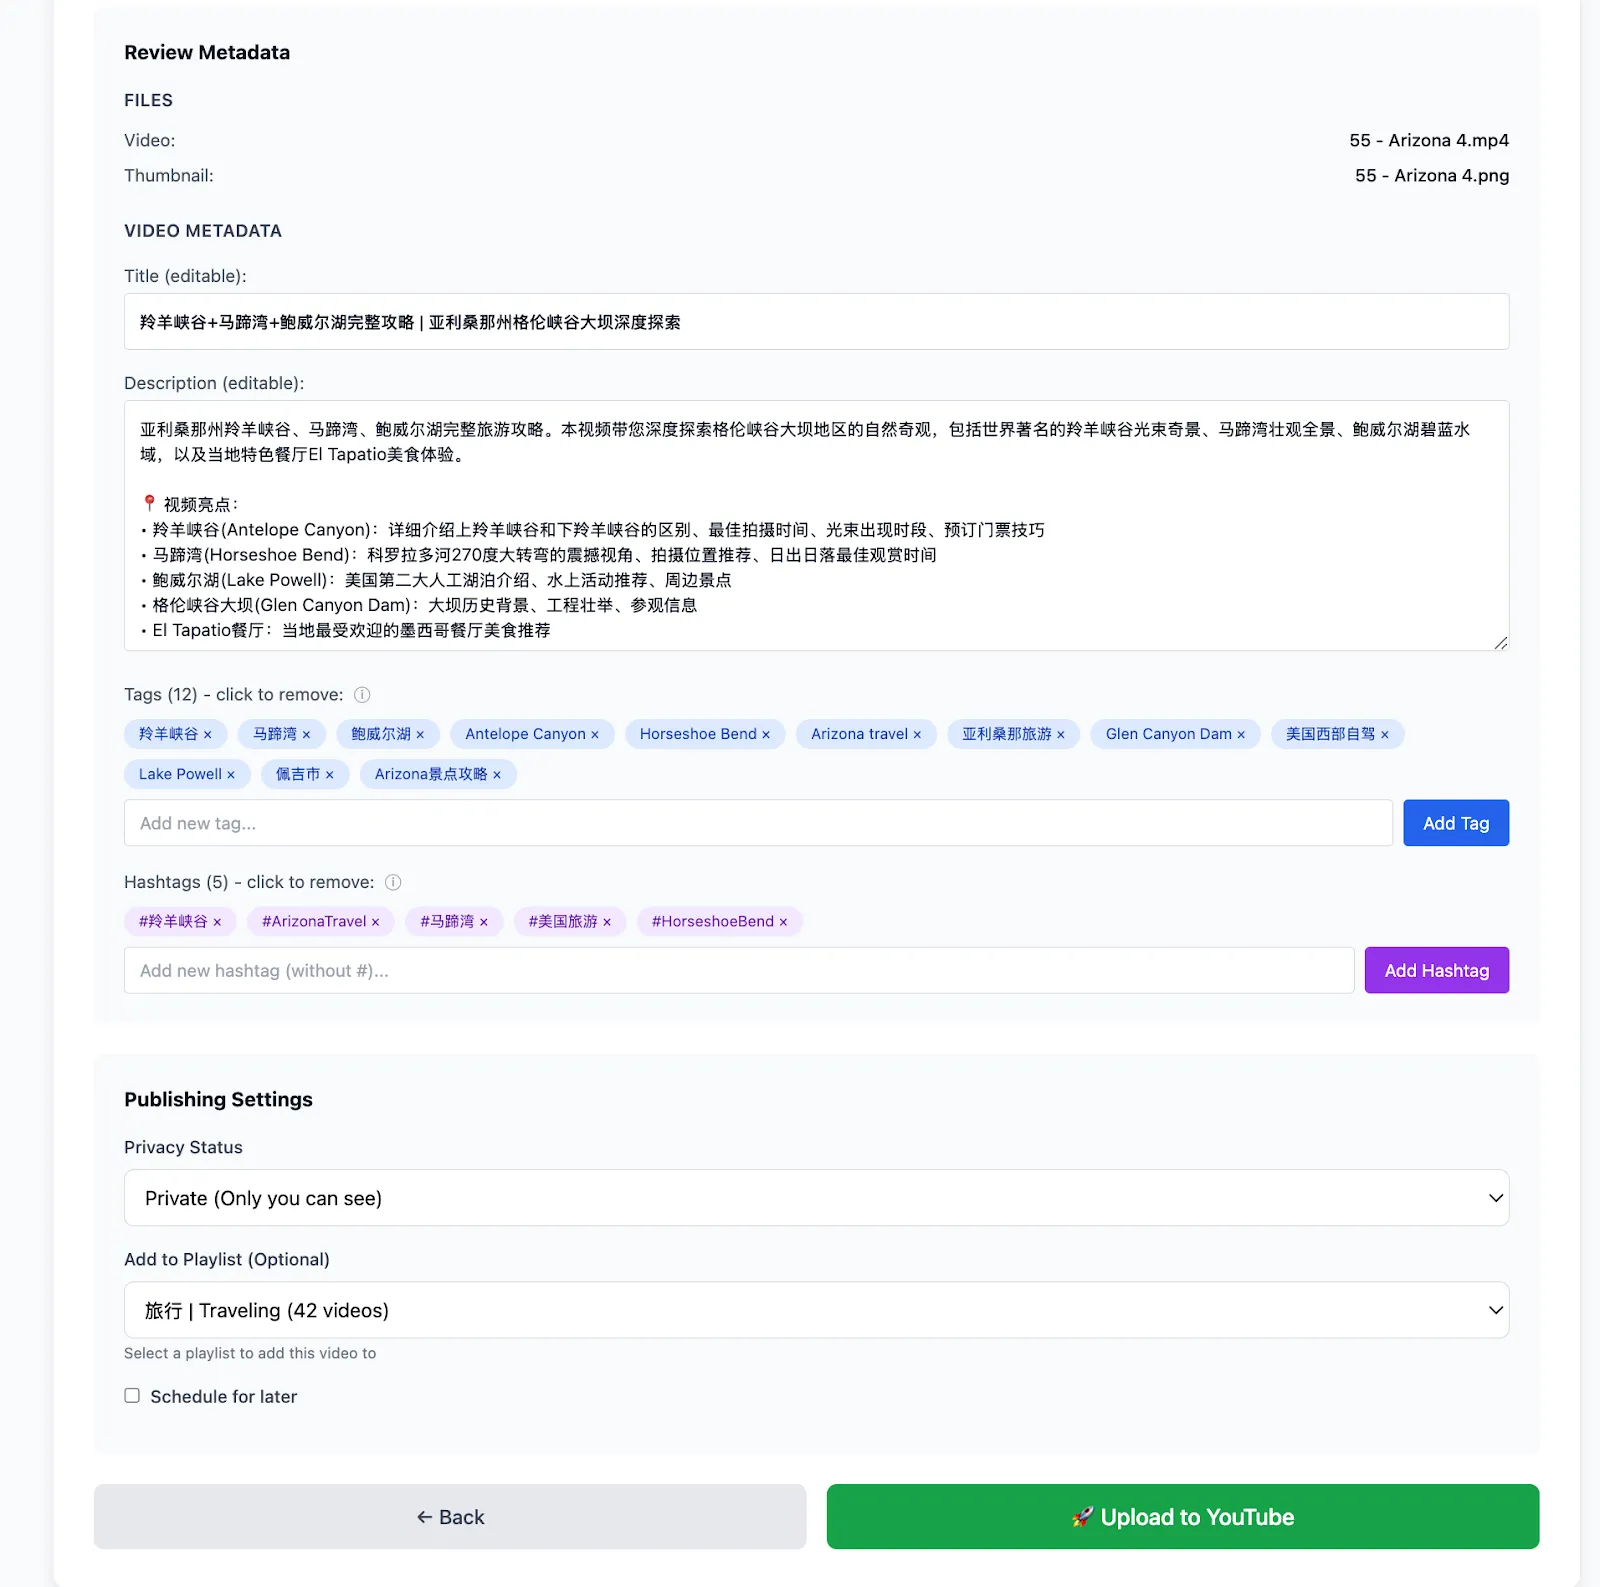 Review Metadata
FILES
Video: 55 - Arizona 4.mp4
Thumbnail: 55 - Arizona 4.png
VIDEO METADATA
Title (editable):
羚羊峡谷+马蹄湾+鲍威尔湖完整攻略 | 亚利桑那州格伦峡谷大坝深度探索
Description (editable):
亚利桑那州羚羊峡谷、马蹄湾、鲍威尔湖完整旅游攻略。本视频带您深度探索格伦峡谷大坝地区的自然奇观，包括世界著名的羚羊峡谷光束奇景、马蹄湾壮观全景、鲍威尔湖碧蓝水
域，以及当地特色餐厅El Tapatio美食体验。
📍 视频亮点：
• 羚羊峡谷(Antelope Canyon)：详细介绍上羚羊峡谷和下羚羊峡谷的区别、最佳拍摄时间、光束出现时段、预订门票技巧
• 马蹄湾(Horseshoe Bend)：科罗拉多河270度大转弯的震撼视角、拍摄位置推荐、日出日落最佳观赏时间
• 鲍威尔湖(Lake Powell)：美国第二大人工湖泊介绍、水上活动推荐、周边景点
• 格伦峡谷大坝(Glen Canyon Dam)：大坝历史背景、工程壮举、参观信息
• El Tapatio餐厅：当地最受欢迎的墨西哥餐厅美食推荐
Tags (12) - click to remove: ⓘ
羚羊峡谷 × 马蹄湾 × 鲍威尔湖 × Antelope Canyon × Horseshoe Bend × Arizona travel × 亚利桑那旅游 × Glen Canyon Dam × 美国西部自驾 ×
Lake Powell × 佩吉市 × Arizona景点攻略 ×
Add new tag... Add Tag
Hashtags (5) - click to remove: ⓘ
#羚羊峡谷 × #ArizonaTravel × #马蹄湾 × #美国旅游 × #HorseshoeBend ×
Add new hashtag (without #)... Add Hashtag
Publishing Settings
Privacy Status
Private (Only you can see)
Add to Playlist (Optional)
旅行 | Traveling (42 videos)
Select a playlist to add this video to
Schedule for later
← Back 🚀 Upload to YouTube